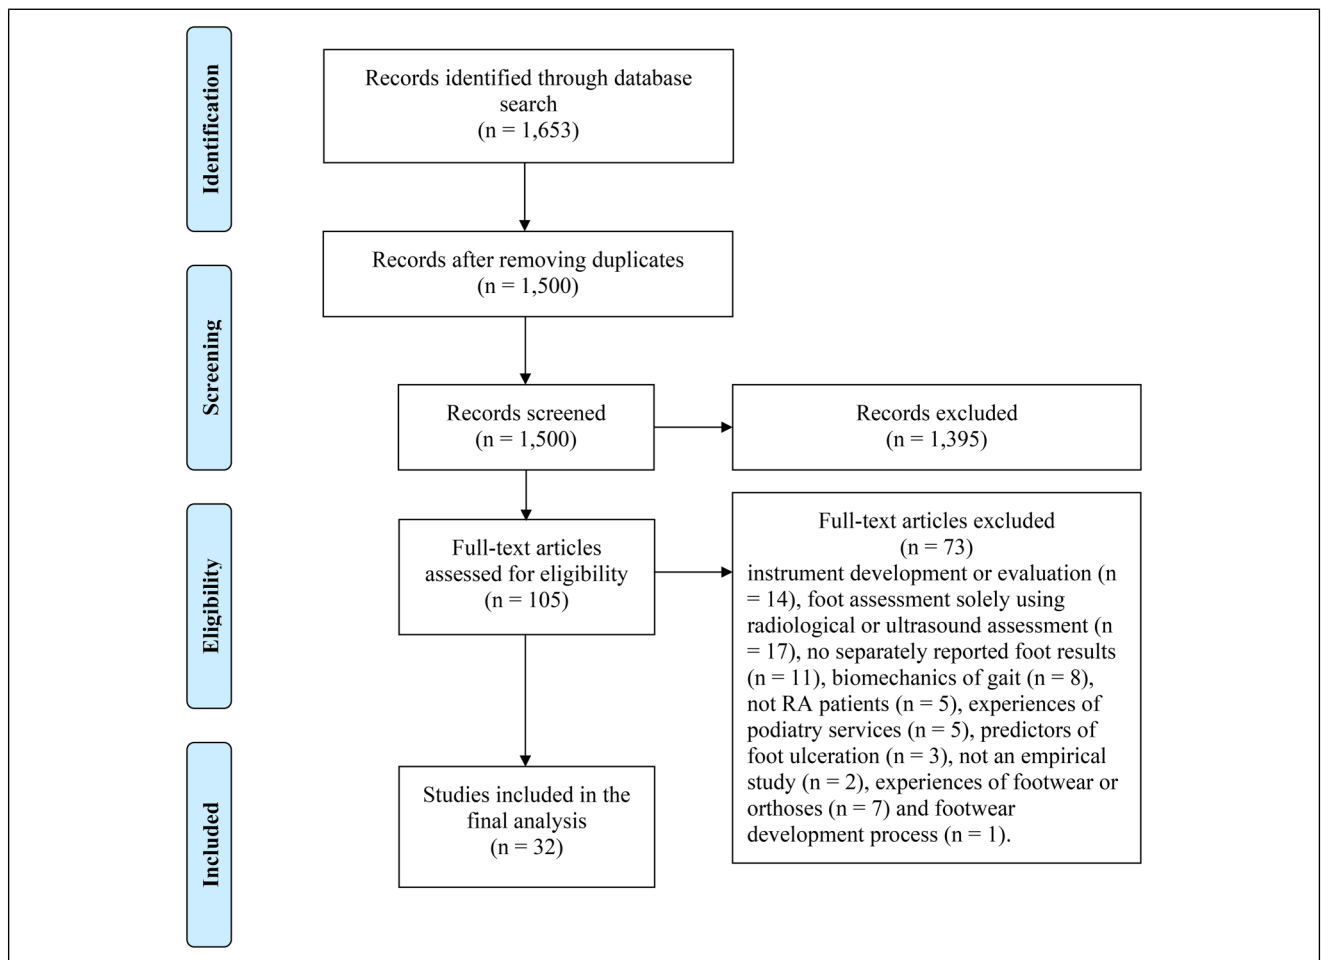 Identification
Records identified through database
search
(n = 1,653)
Records after removing duplicates
(n = 1,500)
Screening
Records screened
(n = 1,500)
Records excluded
(n = 1,395)
Eligibility
Full-text articles
assessed for eligibility
(n = 105)
Full-text articles excluded
(n = 73)
instrument development or evaluation (n
= 14), foot assessment solely using
radiological or ultrasound assessment (n
= 17), no separately reported foot results
(n = 11), biomechanics of gait (n = 8),
not RA patients (n = 5), experiences of
podiatry services (n = 5), predictors of
foot ulceration (n = 3), not an empirical
study (n = 2), experiences of footwear or
orthoses (n = 7) and footwear
development process (n = 1).
Included
Studies included in the
final analysis
(n = 32)